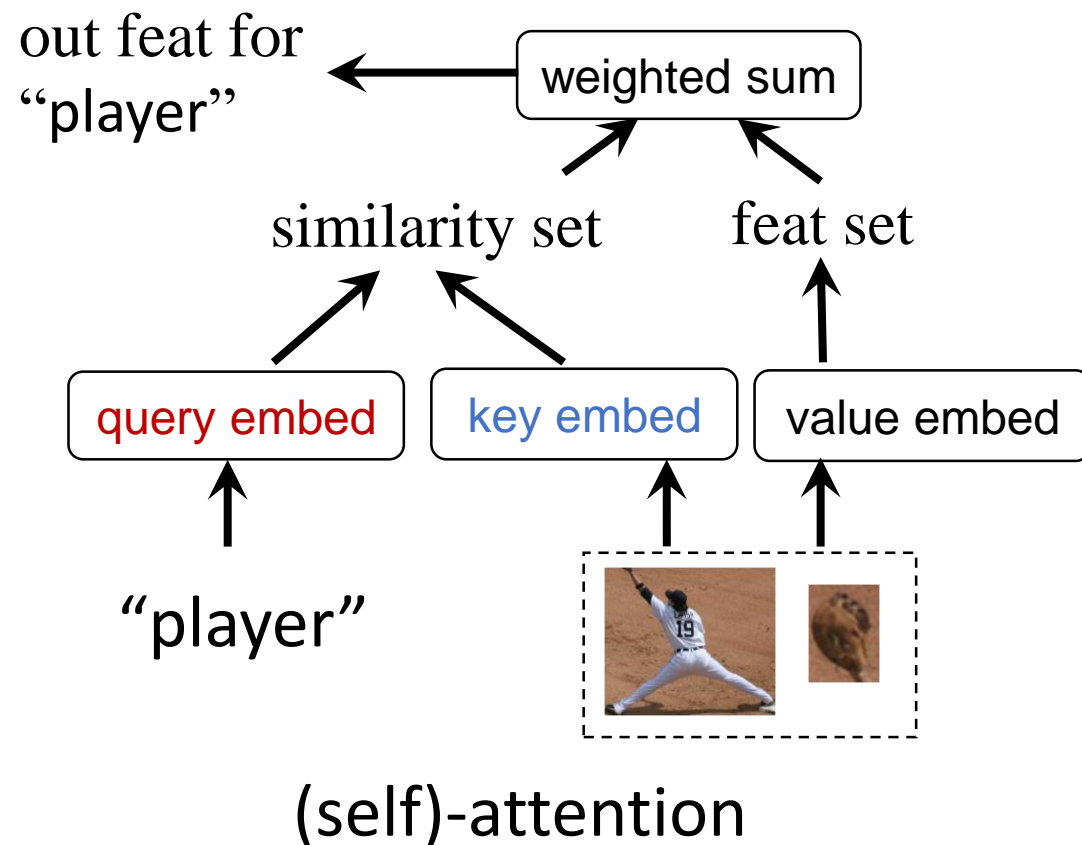 out feat for
“player”
weighted sum
similarity set
feat set
query embed
key embed
value embed
“player”
19
(self)-attention